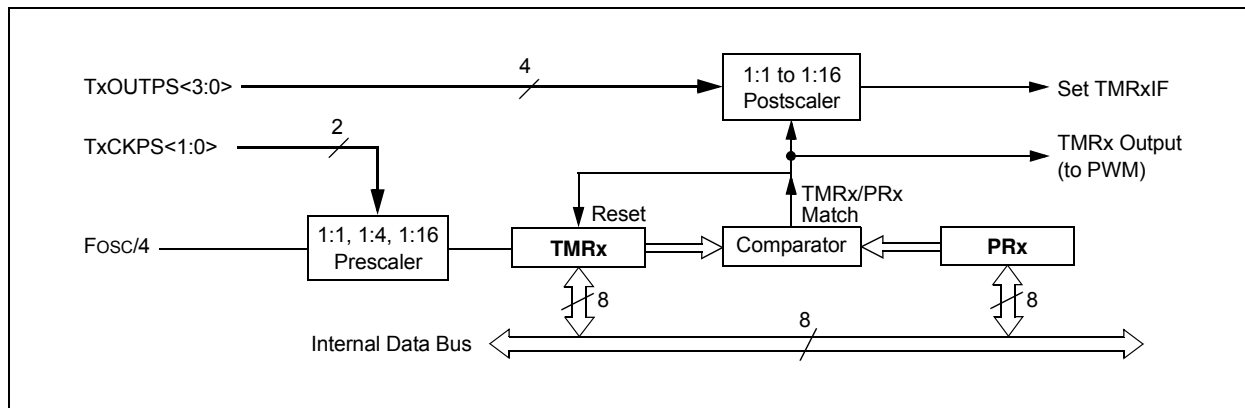 TxOUTPS<3:0>
4
1:1 to 1:16
Postscaler
Set TMRxIF
TxCKPS<1:0>
2
TMRx Output
(to PWM)
TMRx/PRx
Match
Reset
FOSC/4
1:1, 1:4, 1:16
Prescaler
TMRx
Comparator
PRx
8
8
8
Internal Data Bus